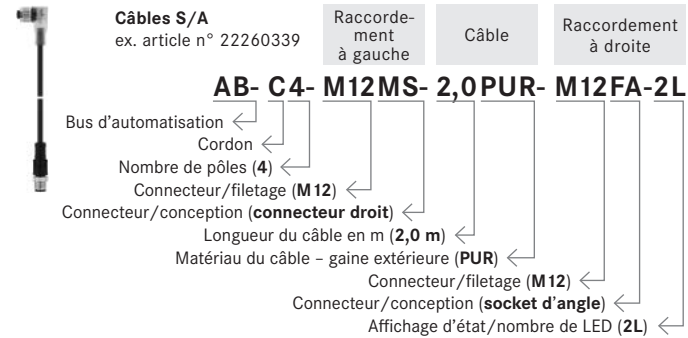 Câbles S/A
ex. article n° 22260339
Raccorde-
ment
à gauche
Câble
Raccordement
à droite
AB- C4- M12MS- 2,0PUR- M12FA-2L
Bus d'automatisation
Cordon
Nombre de pôles (4)
Connecteur/filetage (M12)
Connecteur/conception (connecteur droit)
Longueur du câble en m (2,0 m)
Matériau du câble – gaine extérieure (PUR)
Connecteur/filetage (M12)
Connecteur/conception (socket d'angle)
Affichage d'état/nombre de LED (2L)